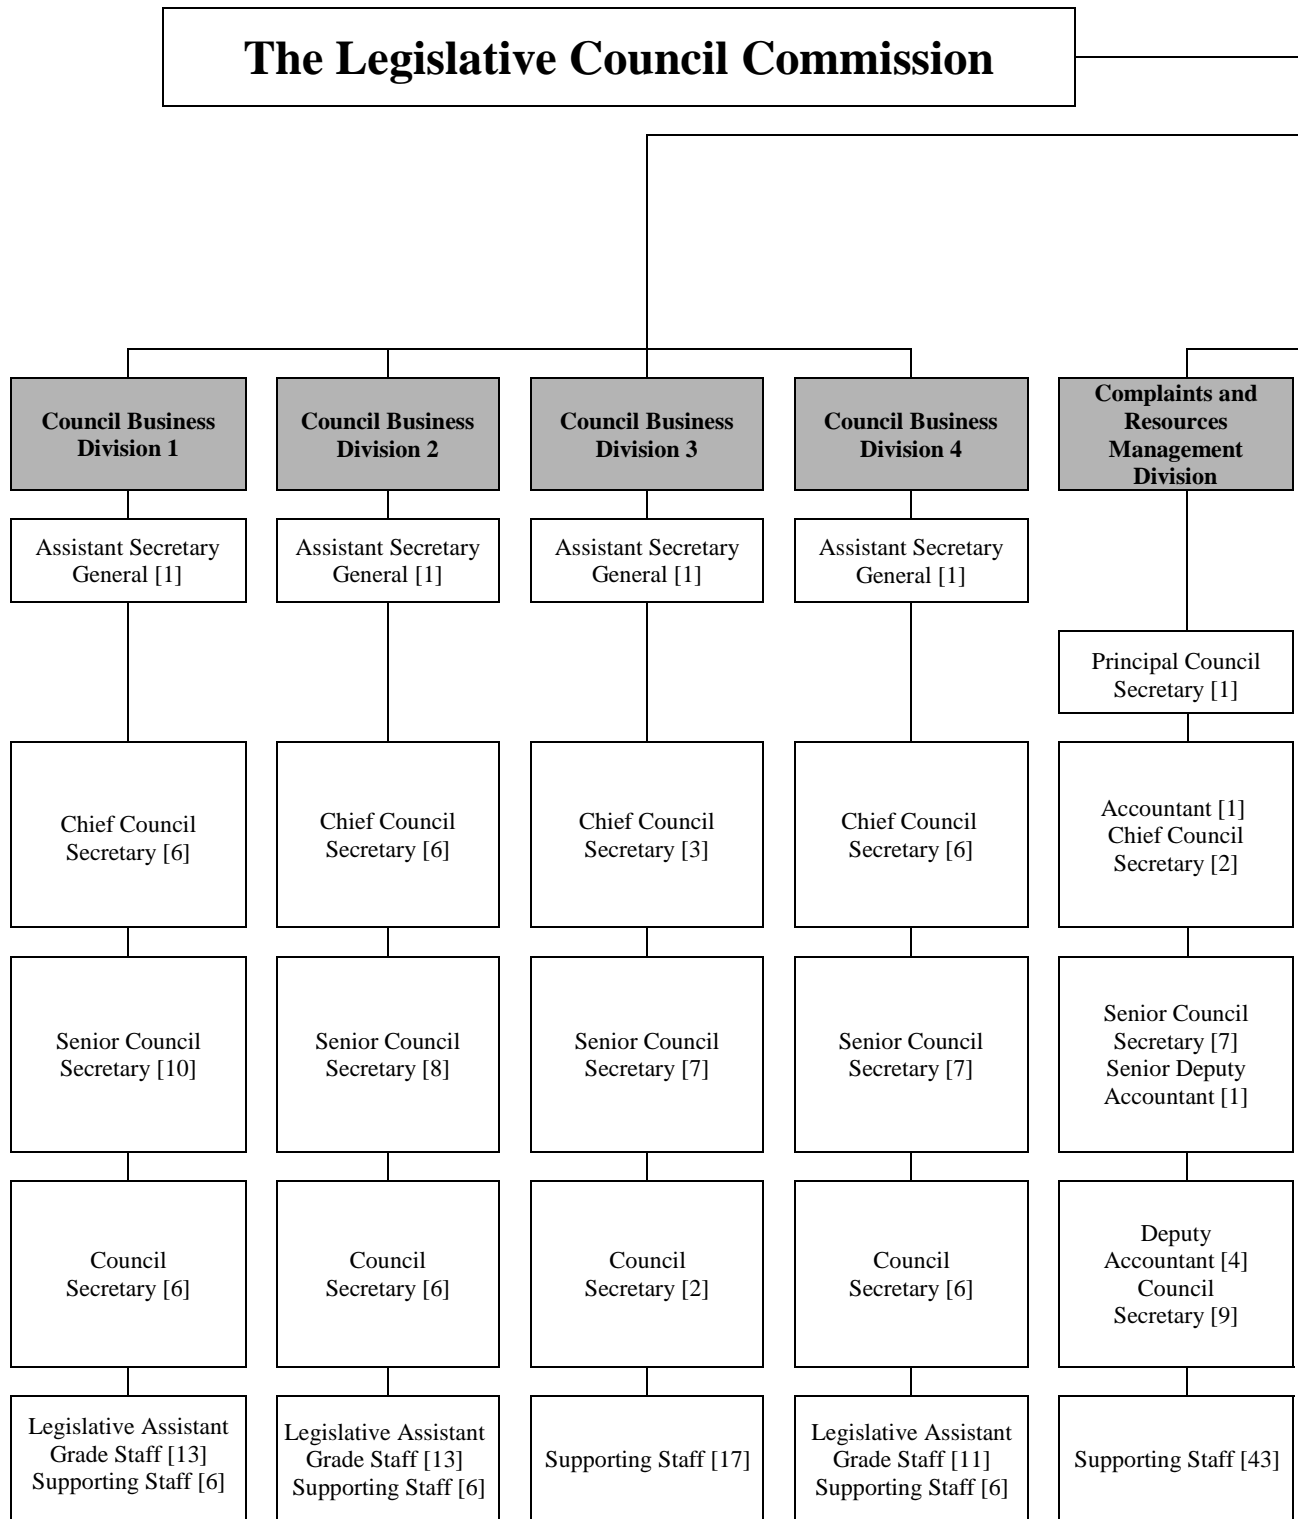 The Legislative Council Commission
Council Business
Division 1
Council Business
Division 2
Council Business
Division 3
Council Business
Division 4
Complaints and
Resources
Management
Division
Assistant Secretary
General [1]
Assistant Secretary
General [1]
Assistant Secretary
General [1]
Assistant Secretary
General [1]
Principal Council
Secretary [1]
Chief Council
Secretary [6]
Chief Council
Secretary [6]
Chief Council
Secretary [3]
Chief Council
Secretary [6]
Accountant [1]
Chief Council
Secretary [2]
Senior Council
Secretary [10]
Senior Council
Secretary [8]
Senior Council
Secretary [7]
Senior Council
Secretary [7]
Senior Council
Secretary [7]
Senior Deputy
Accountant [1]
Council
Secretary [6]
Council
Secretary [6]
Council
Secretary [2]
Council
Secretary [6]
Deputy
Accountant [4]
Council
Secretary [9]
Legislative Assistant
Grade Staff [13]
Supporting Staff [6]
Legislative Assistant
Grade Staff [13]
Supporting Staff [6]
Supporting Staff [17]
Legislative Assistant
Grade Staff [11]
Supporting Staff [6]
Supporting Staff [43]